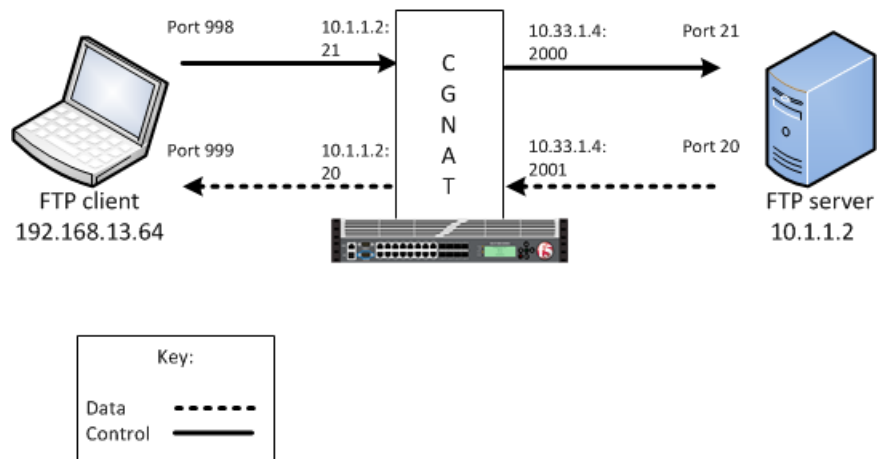 Port 998
10.1.1.2:
21
C
G
N
A
T
10.33.1.4:
2000
Port 21
Port 999
10.1.1.2:
20
10.33.1.4:
2001
Port 20
FTP client
192.168.13.64
FTP server
10.1.1.2
f5
Key:
Data
Control